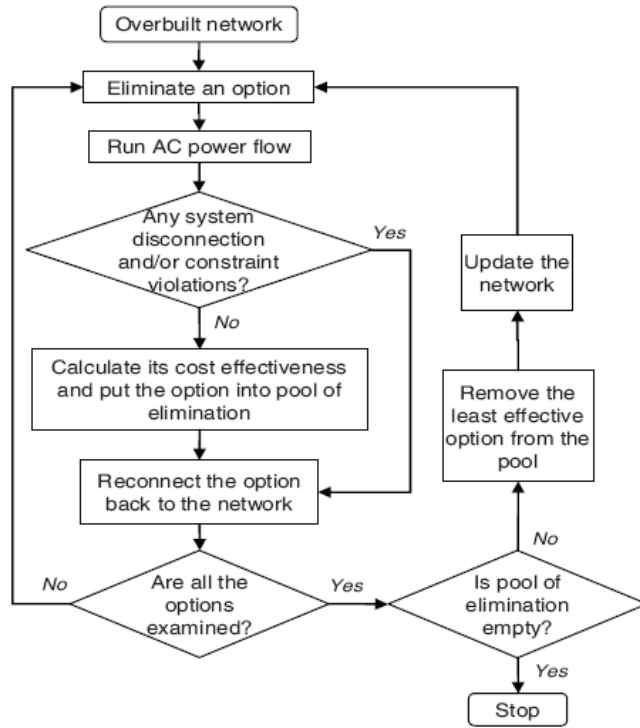 Overbuilt network
Eliminate an option
Run AC power flow
Any system
disconnection
and/or constraint
violations?
Yes
No
Calculate its cost effectiveness
and put the option into pool of
elimination
Reconnect the option
back to the network
Are all the
options
examined?
No
Yes
Update the
network
Remove the
least effective
option from the
pool
No
Is pool of
elimination
empty?
Yes
Stop